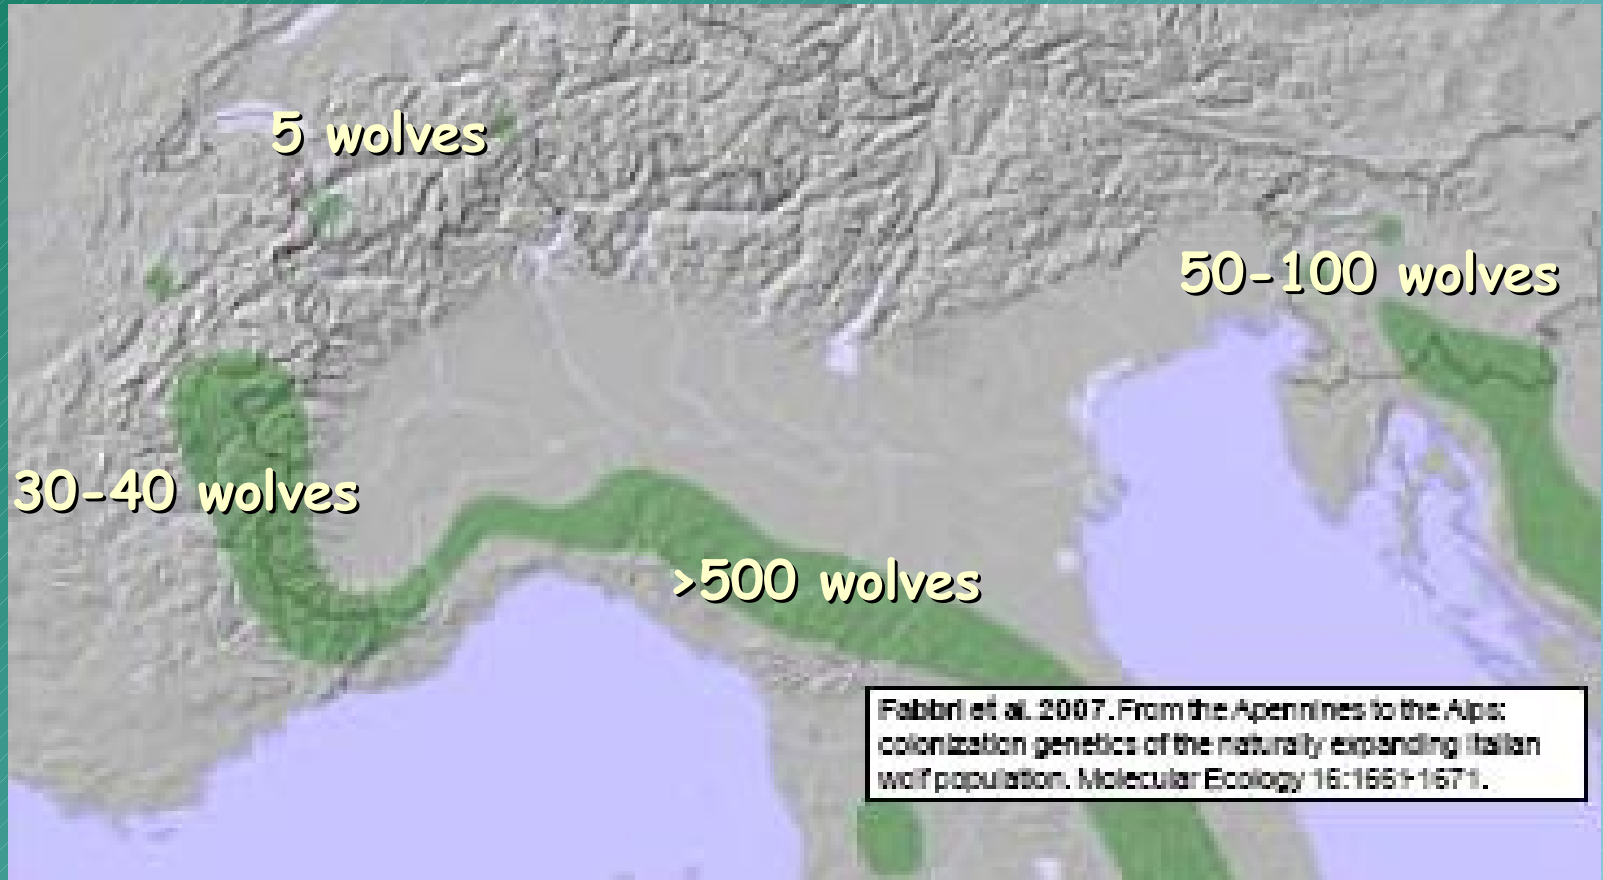 5 wolves
50-100 wolves
30-40 wolves
>500 wolves
Fabbri et al. 2007. From the Apennines to the Alps:
colonization genetics of the naturally expanding Italian
wolf population. Molecular Ecology 16:1661-1671.